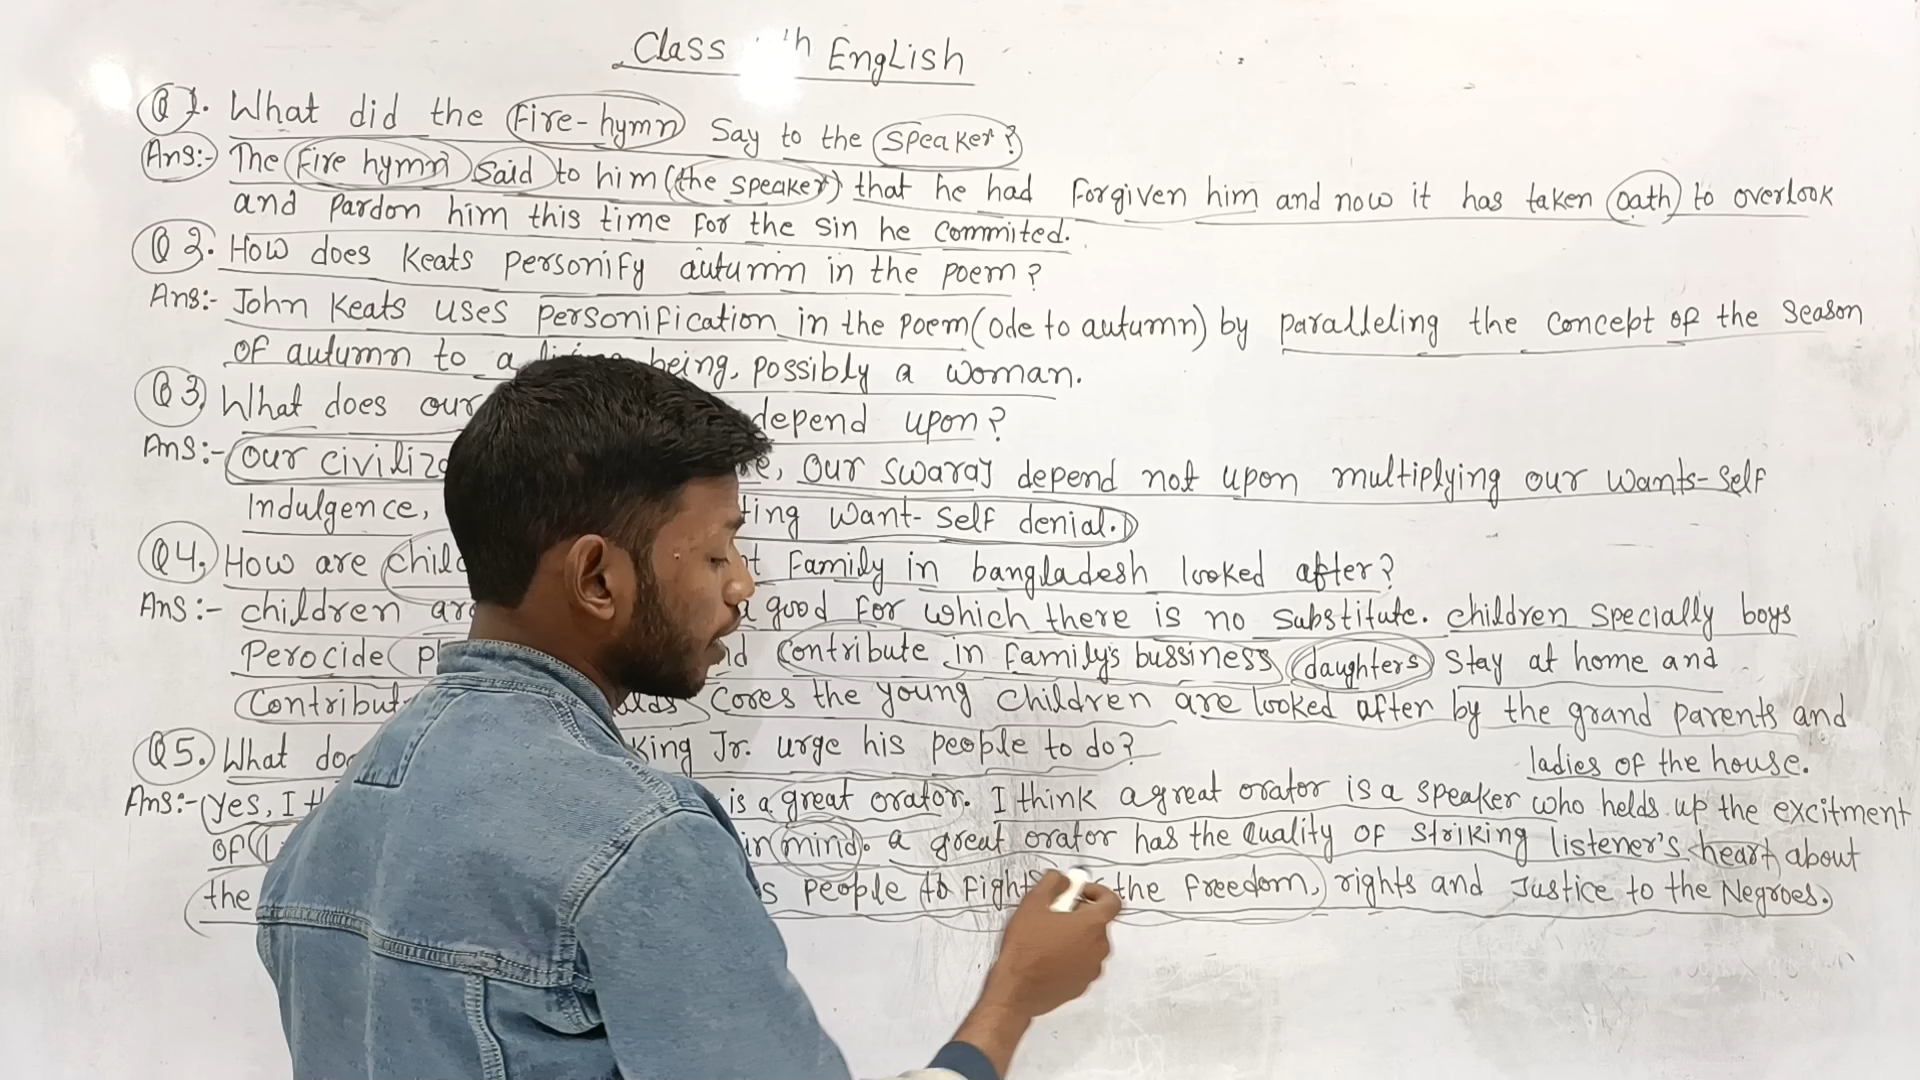 Class th English
Q 1. What did the Fire-hymn Say to the Speaker?
Ans:- The Fire hymn Said to him (the speaker) that he had Forgiven him and now it has taken oath to overlook
and pardon him this time for the sin he commited.
Q 2. How does Keats personify autumn in the poem?
Ans:- John Keats uses personification in the poem (ode to autumn) by paralleling the concept of the season
of autumn to a being, possibly a woman.
Q 3, What does our depend upon?
Ans:- our our swaraj depend not upon multiplying our wants-self
Indulgence, want-self denial.
Q4. How are Family in bangladesh looked after?
Ans:- children a good for which there is no substitute. children specially boys
Perocide contribute in family's bussiness daughters stay at home and
cores the young children are looked after by the grand parents and
ladies of the house.
Q5. What King Jr. urge his people to do?
Ans:- yes, I is a great orator. I think a great orator is a speaker who helds up the excitment
of in mind. a great orator has the quality of striking listener's heart about
the people to fight the freedom, rights and Justice to the Negroes.